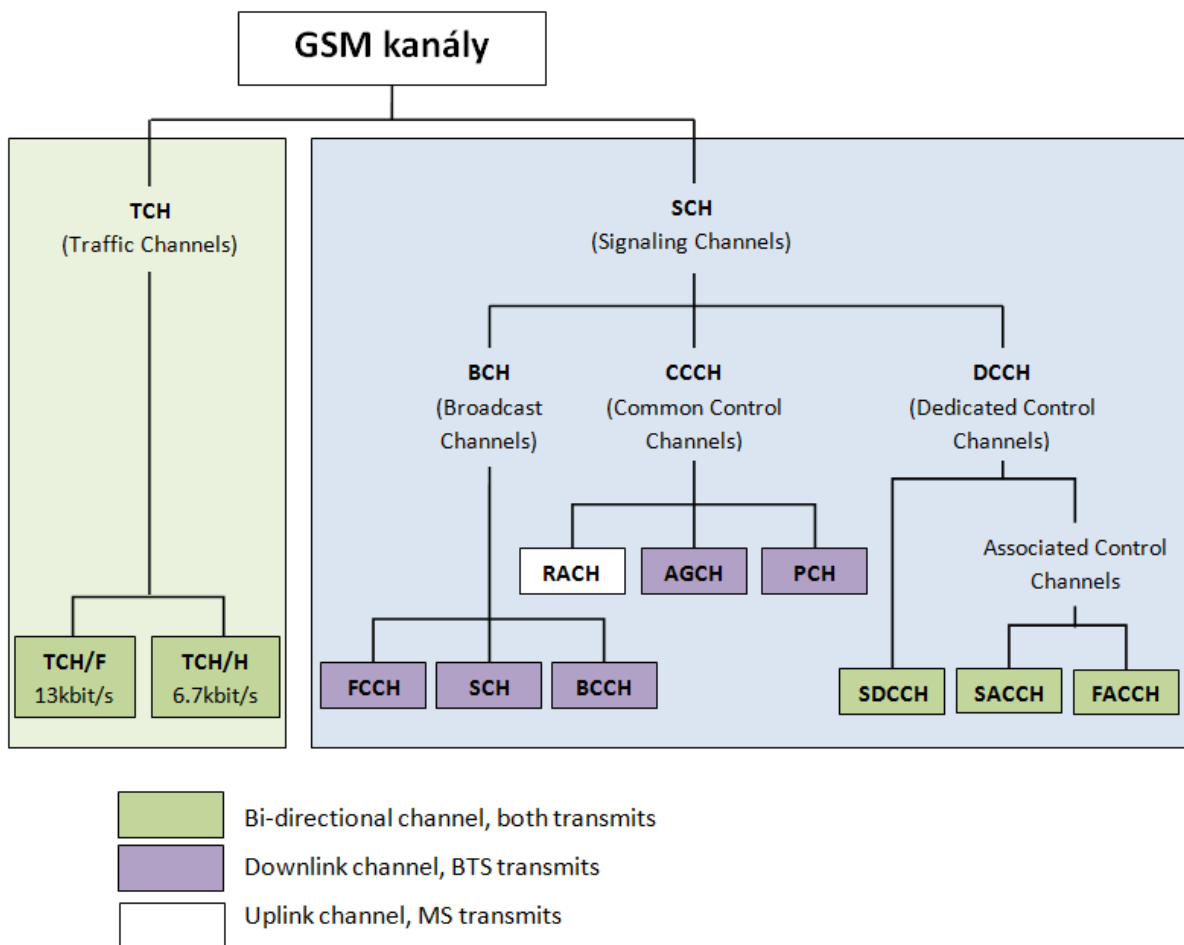 GSM kanály
TCH
(Traffic Channels)
SCH
(Signaling Channels)
BCH
(Broadcast
Channels)
CCCH
(Common Control
Channels)
DCCH
(Dedicated Control
Channels)
RACH
AGCH
PCH
Associated Control
Channels
TCH/F
13kbit/s
TCH/H
6.7kbit/s
FCCH
SCH
BCCH
SDCCH
SACCH
FACCH
Bi-directional channel, both transmits
Downlink channel, BTS transmits
Uplink channel, MS transmits